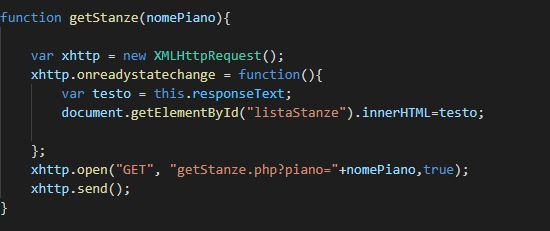 function getStanze(nomePiano){
var xhttp = new XMLHttpRequest();
xhttp.onreadystatechange = function(){
var testo = this.responseText;
document.getElementById("listaStanze").innerHTML=testo;
};
xhttp.open("GET", "getStanze.php?piano="+nomePiano,true);
xhttp.send();
}